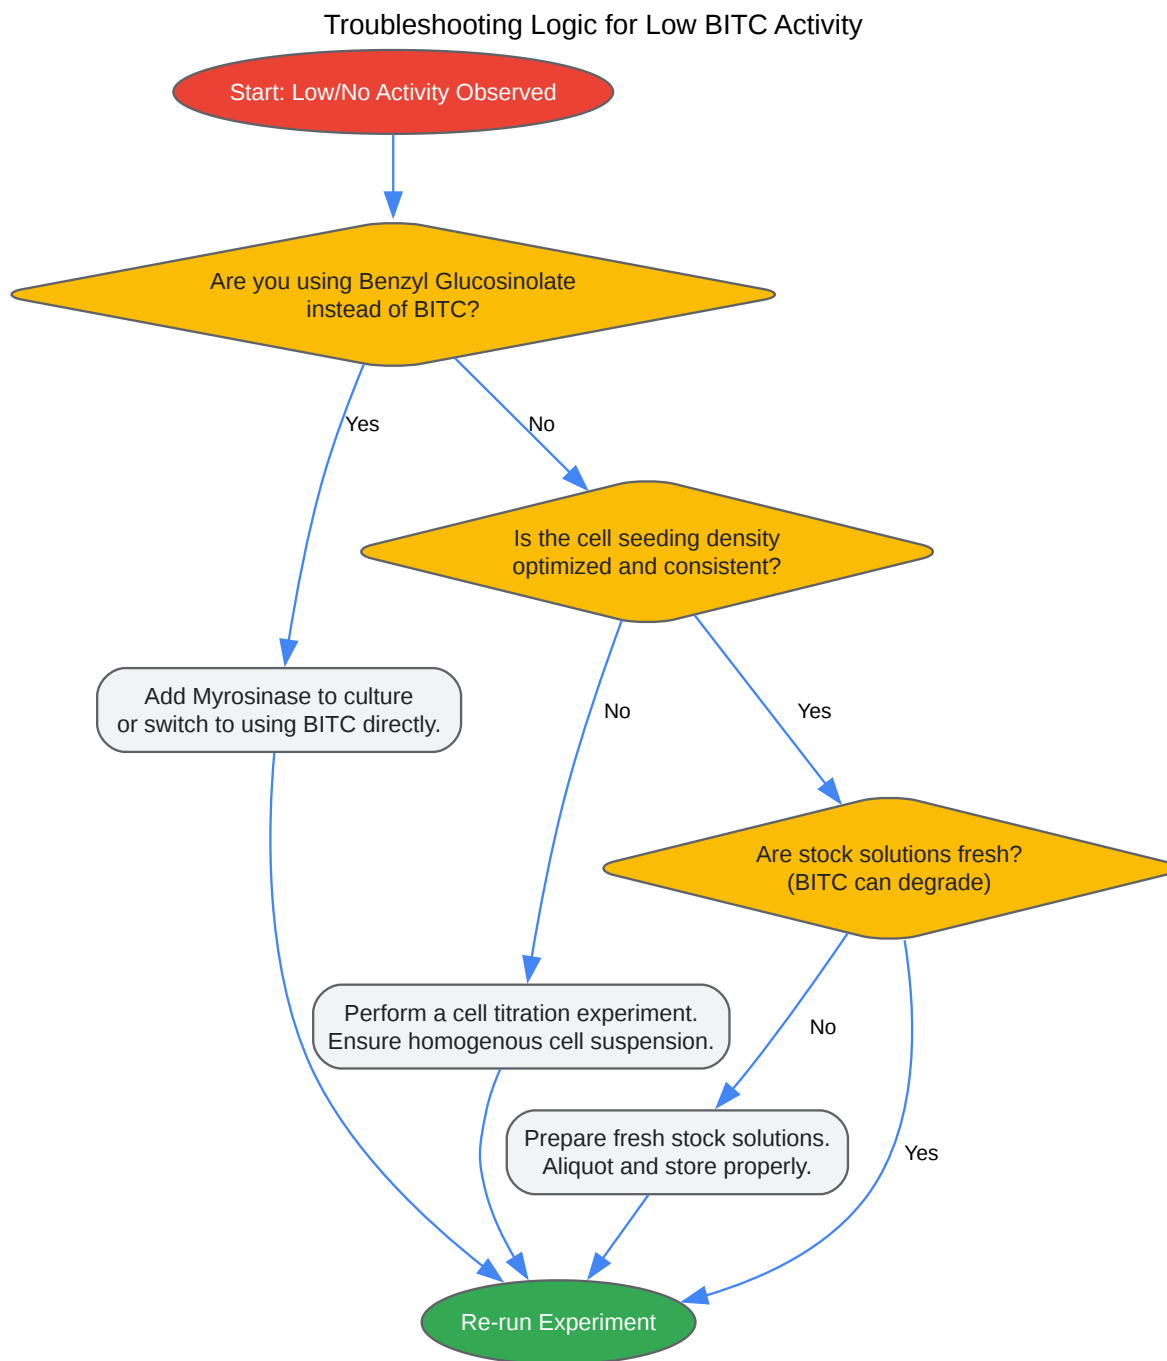 Troubleshooting Logic for Low BITC Activity
Start: Low/No Activity Observed
Are you using Benzyl Glucosinolate
instead of BITC?
Yes
No
Is the cell seeding density
optimized and consistent?
Add Myrosinase to culture
or switch to using BITC directly.
No
Yes
Are stock solutions fresh?
(BITC can degrade)
Perform a cell titration experiment.
Ensure homogenous cell suspension.
No
Prepare fresh stock solutions.
Aliquot and store properly.
Yes
Re-run Experiment